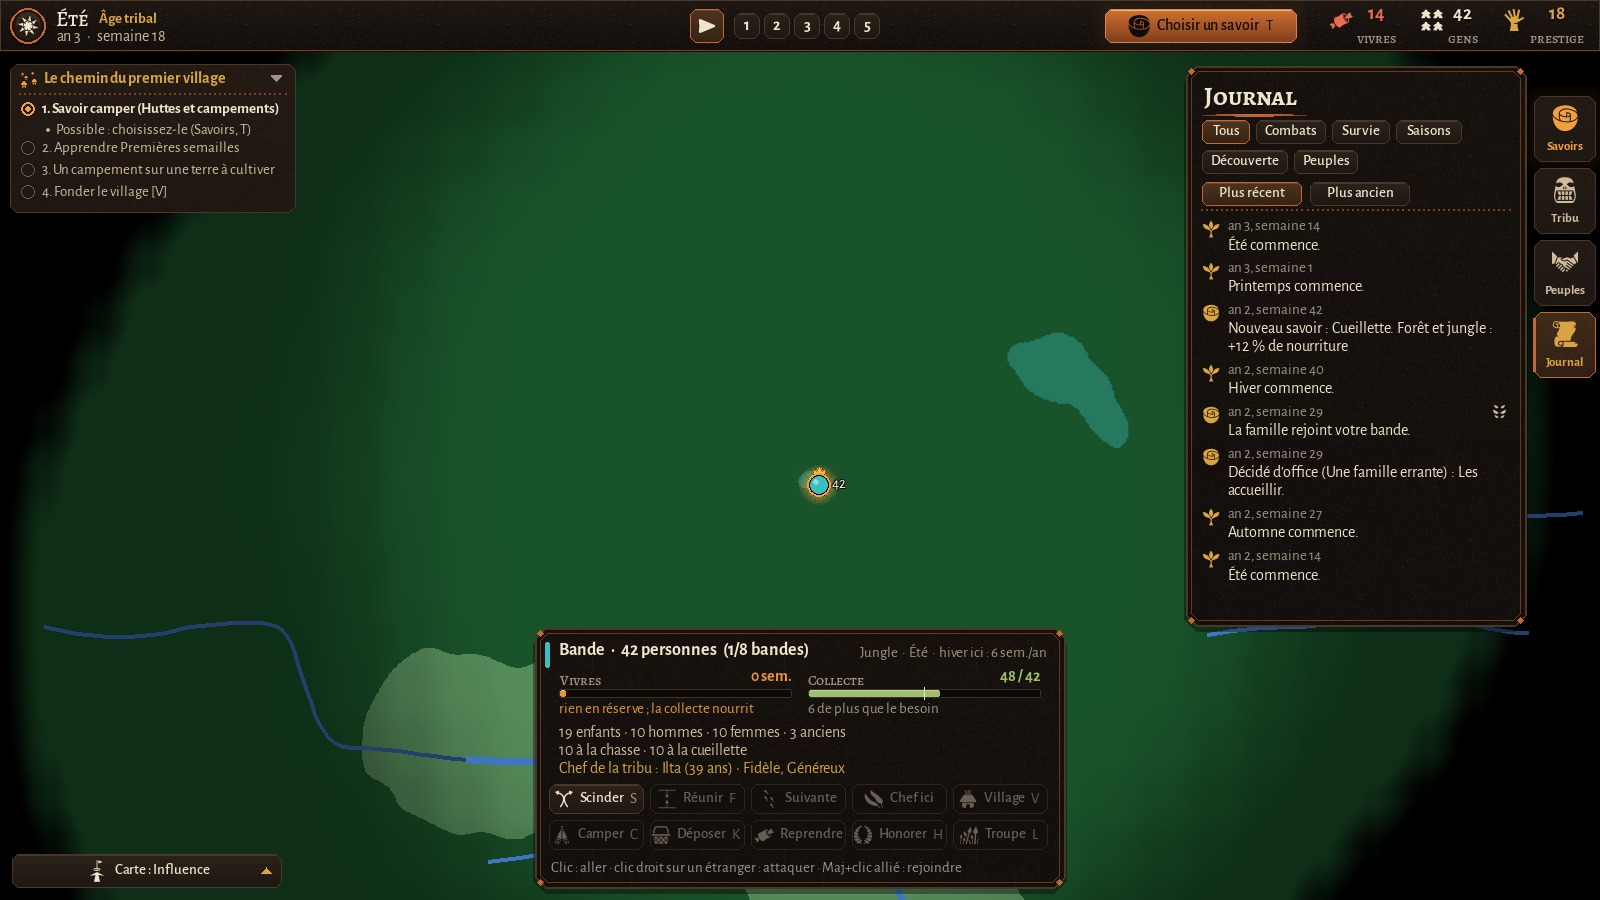 Été Âge tribal
an 3 · semaine 18
1 2 3 4 5
Choisir un savoir T
14
VIVRES
42
GENS
18
PRESTIGE
Le chemin du premier village
1. Savoir camper (Huttes et campements)
• Possible : choisissez-le (Savoirs, T)
2. Apprendre Premières semailles
3. Un campement sur une terre à cultiver
4. Fonder le village [V]
Journal
Tous Combats Survie Saisons
Découverte Peuples
Plus récent Plus ancien
an 3, semaine 14
Été commence.
an 3, semaine 1
Printemps commence.
an 2, semaine 42
Nouveau savoir : Cueillette. Forêt et jungle :
+12 % de nourriture
an 2, semaine 40
Hiver commence.
an 2, semaine 29
La famille rejoint votre bande.
an 2, semaine 29
Décidé d'office (Une famille errante) : Les
accueillir.
an 2, semaine 27
Automne commence.
an 2, semaine 14
Été commence.
Savoirs
Tribu
Peuples
Journal
42
Bande · 42 personnes (1/8 bandes)
Jungle · Été · hiver ici : 6 sem./an
Vivres 0 sem.
rien en réserve ; la collecte nourrit
Collecte 48 / 42
6 de plus que le besoin
19 enfants · 10 hommes · 10 femmes · 3 anciens
10 à la chasse · 10 à la cueillette
Chef de la tribu : Ilta (39 ans) · Fidèle, Généreux
Scinder S Réunir F Suivante Chef ici Village V
Camper C Déposer K Reprendre Honorer H Troupe L
Clic : aller · clic droit sur un étranger : attaquer · Maj+clic allié : rejoindre
Carte : Influence